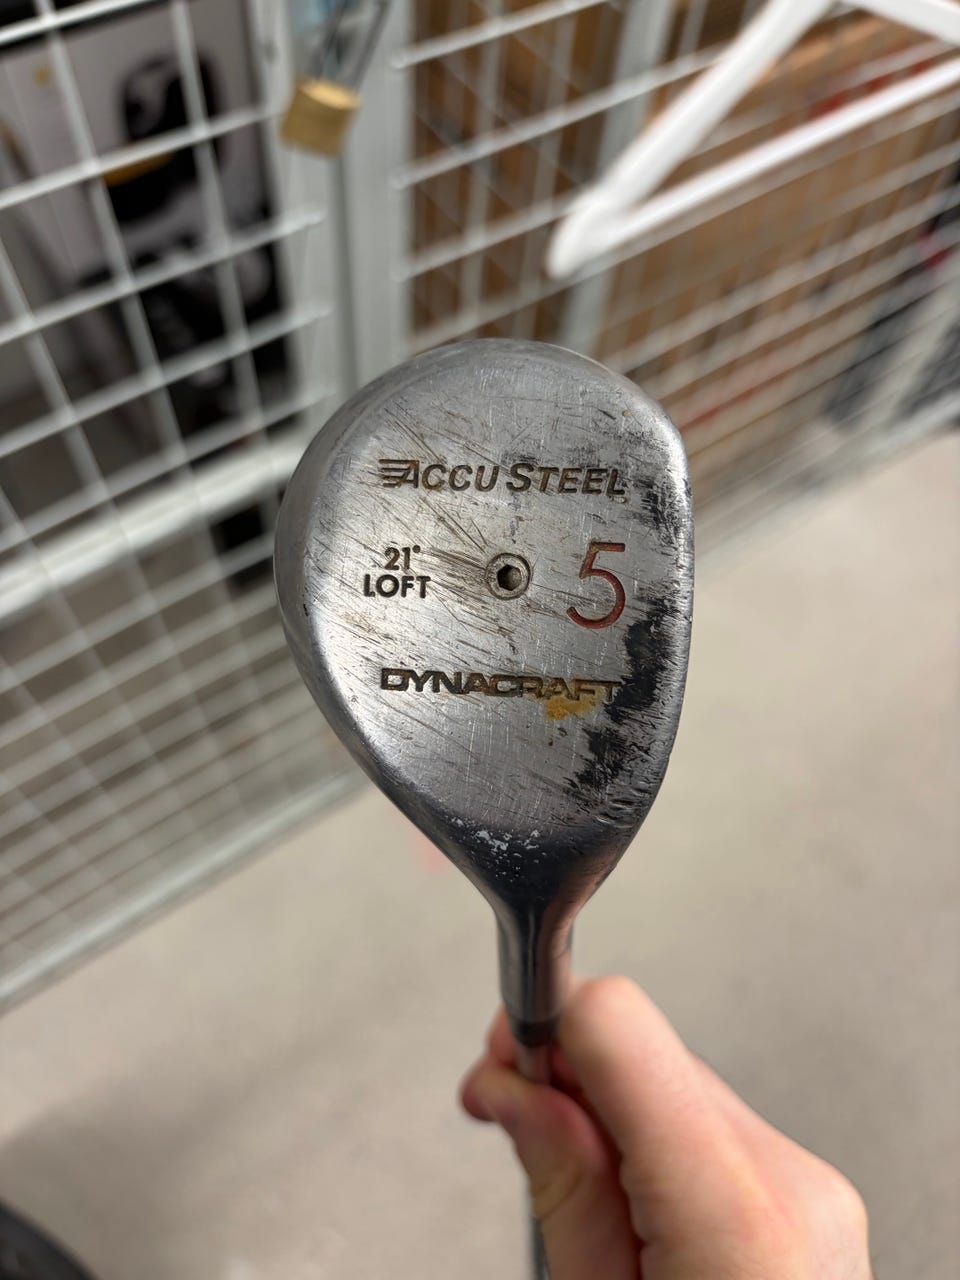 ACCU STEEL
21°
LOFT
5
DYNACRAFT